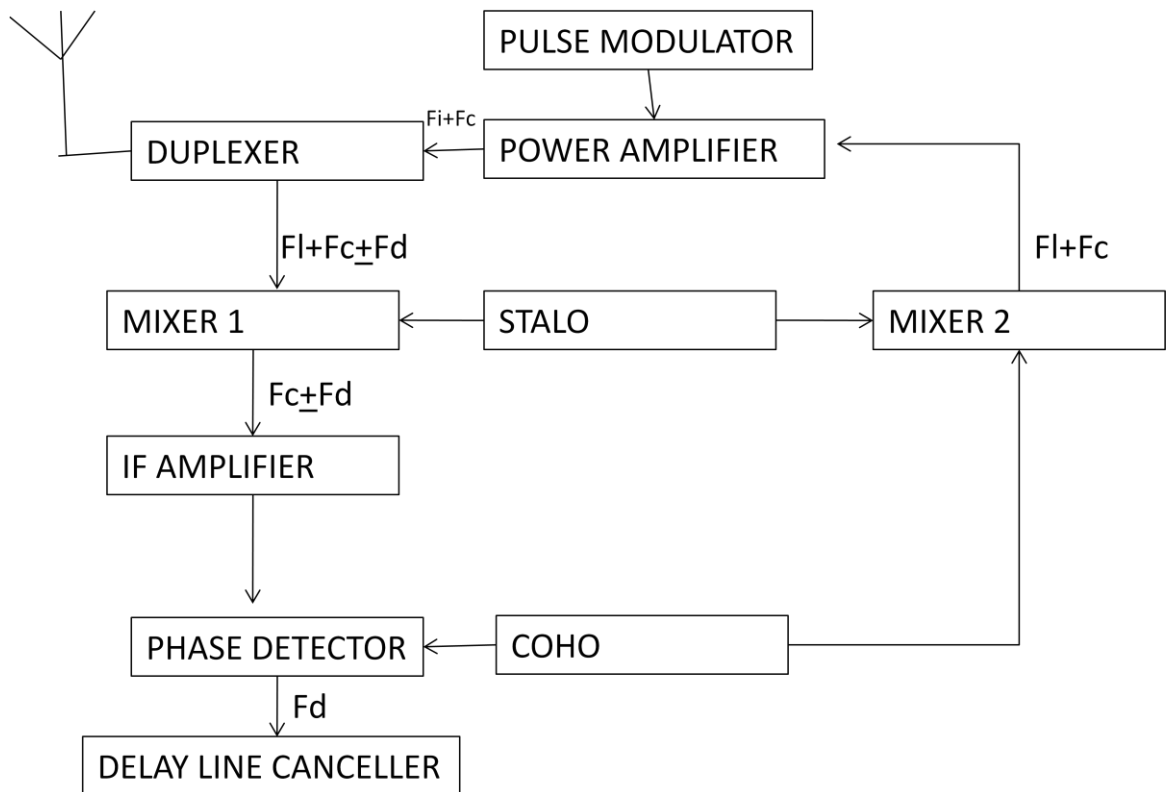 PULSE MODULATOR
Fi+Fc
DUPLEXER
POWER AMPLIFIER
Fl+Fc±Fd
Fl+Fc
MIXER 1
STALO
MIXER 2
Fc±Fd
IF AMPLIFIER
PHASE DETECTOR
COHO
Fd
DELAY LINE CANCELLER